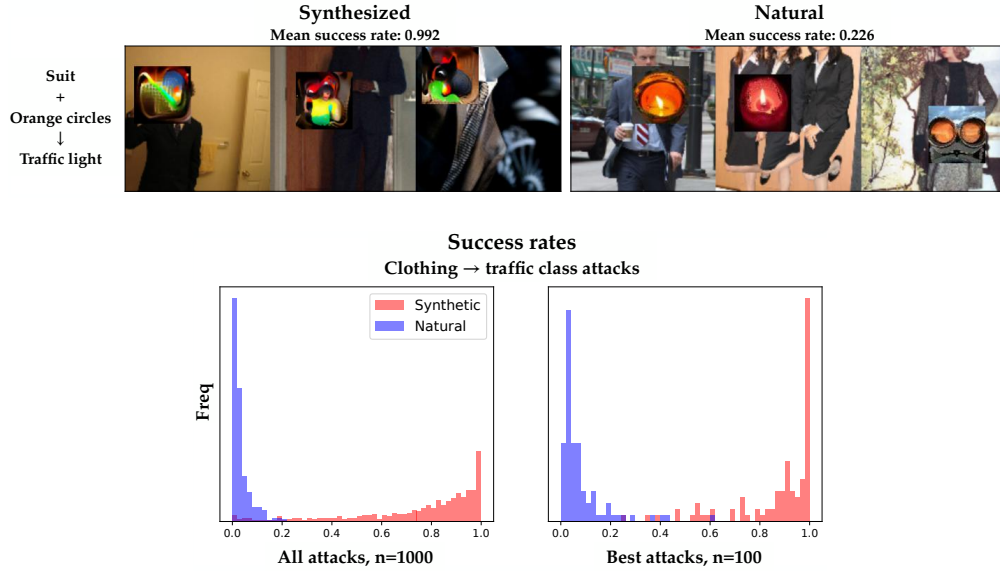 Synthesized
Mean success rate: 0.992
Natural
Mean success rate: 0.226
Suit
+
Orange circles
↓
Traffic light
Success rates
Clothing → traffic class attacks
Synthetic
Natural
Freq
0.0 0.2 0.4 0.6 0.8 1.0
0.0 0.2 0.4 0.6 0.8 1.0
All attacks, n=1000
Best attacks, n=100